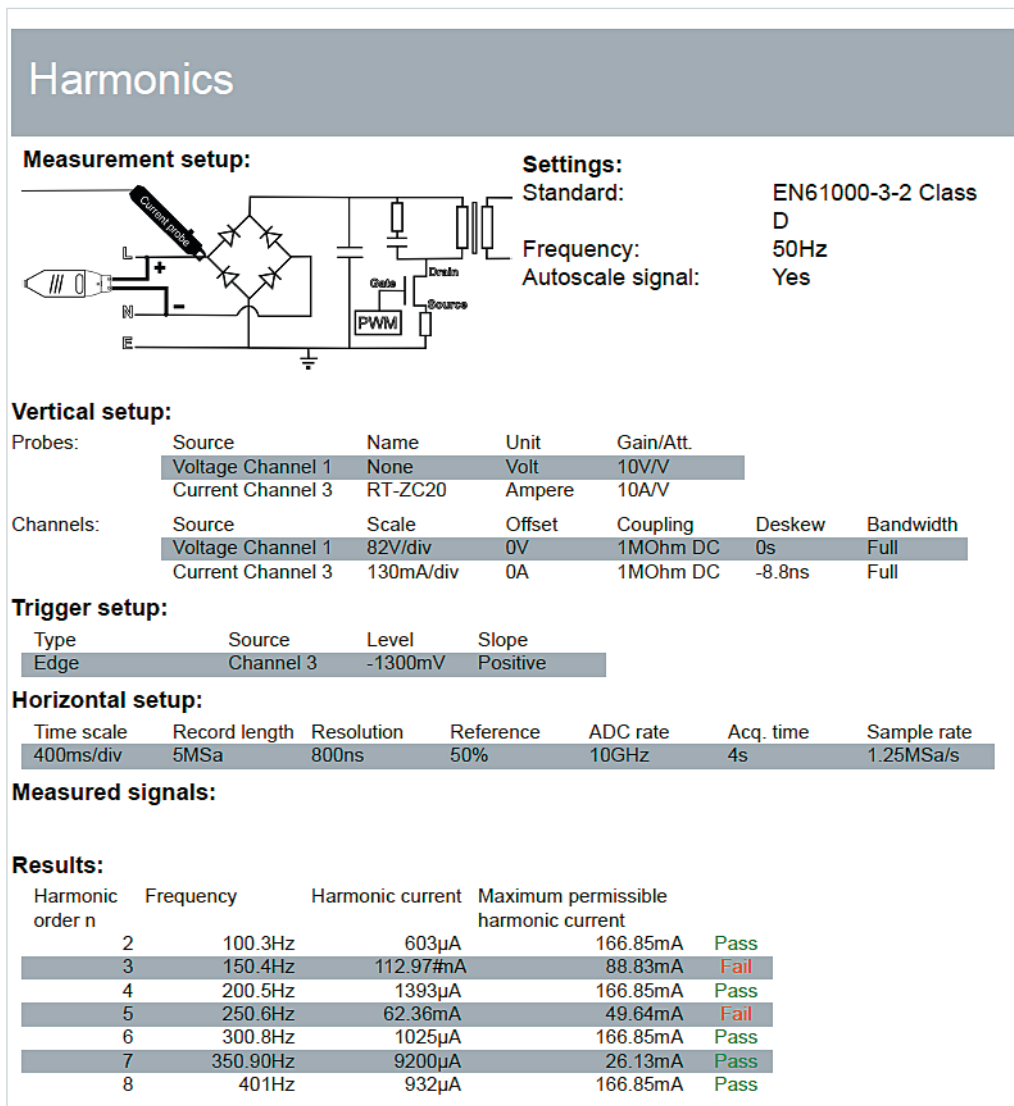 Harmonics
Measurement setup:
Current probe
L
+
N
-
E
Gate
Drain
Source
PWM
Settings:
Standard: EN61000-3-2 Class
D
Frequency: 50Hz
Autoscale signal: Yes
Vertical setup:
Probes: Source Name Unit Gain/Att.
Voltage Channel 1 None Volt 10V/V
Current Channel 3 RT-ZC20 Ampere 10A/V
Channels: Source Scale Offset Coupling Deskew Bandwidth
Voltage Channel 1 82V/div 0V 1MOhm DC 0s Full
Current Channel 3 130mA/div 0A 1MOhm DC -8.8ns Full
Trigger setup:
Type Source Level Slope
Edge Channel 3 -1300mV Positive
Horizontal setup:
Time scale Record length Resolution Reference ADC rate Acq. time Sample rate
400ms/div 5MSa 800ns 50% 10GHz 4s 1.25MSa/s
Measured signals:
Results:
Harmonic Frequency Harmonic current Maximum permissible
order n harmonic current
2 100.3Hz 603µA 166.85mA Pass
3 150.4Hz 112.97#nA 88.83mA Fail
4 200.5Hz 1393µA 166.85mA Pass
5 250.6Hz 62.36mA 49.64mA Fail
6 300.8Hz 1025µA 166.85mA Pass
7 350.90Hz 9200µA 26.13mA Pass
8 401Hz 932µA 166.85mA Pass